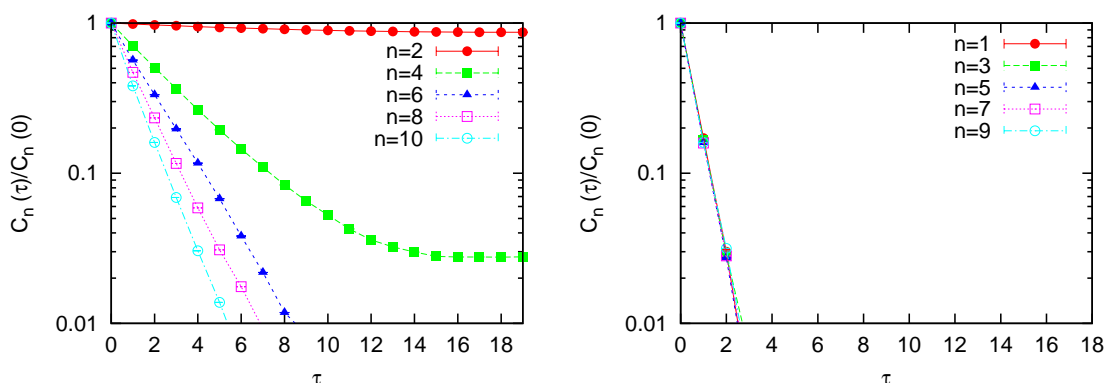 C_n (τ)/C_n (0)
1
0.1
0.01
n=2
n=4
n=6
n=8
n=10
0 2 4 6 8 10 12 14 16 18
τ
C_n (τ)/C_n (0)
1
0.1
0.01
n=1
n=3
n=5
n=7
n=9
0 2 4 6 8 10 12 14 16 18
τ